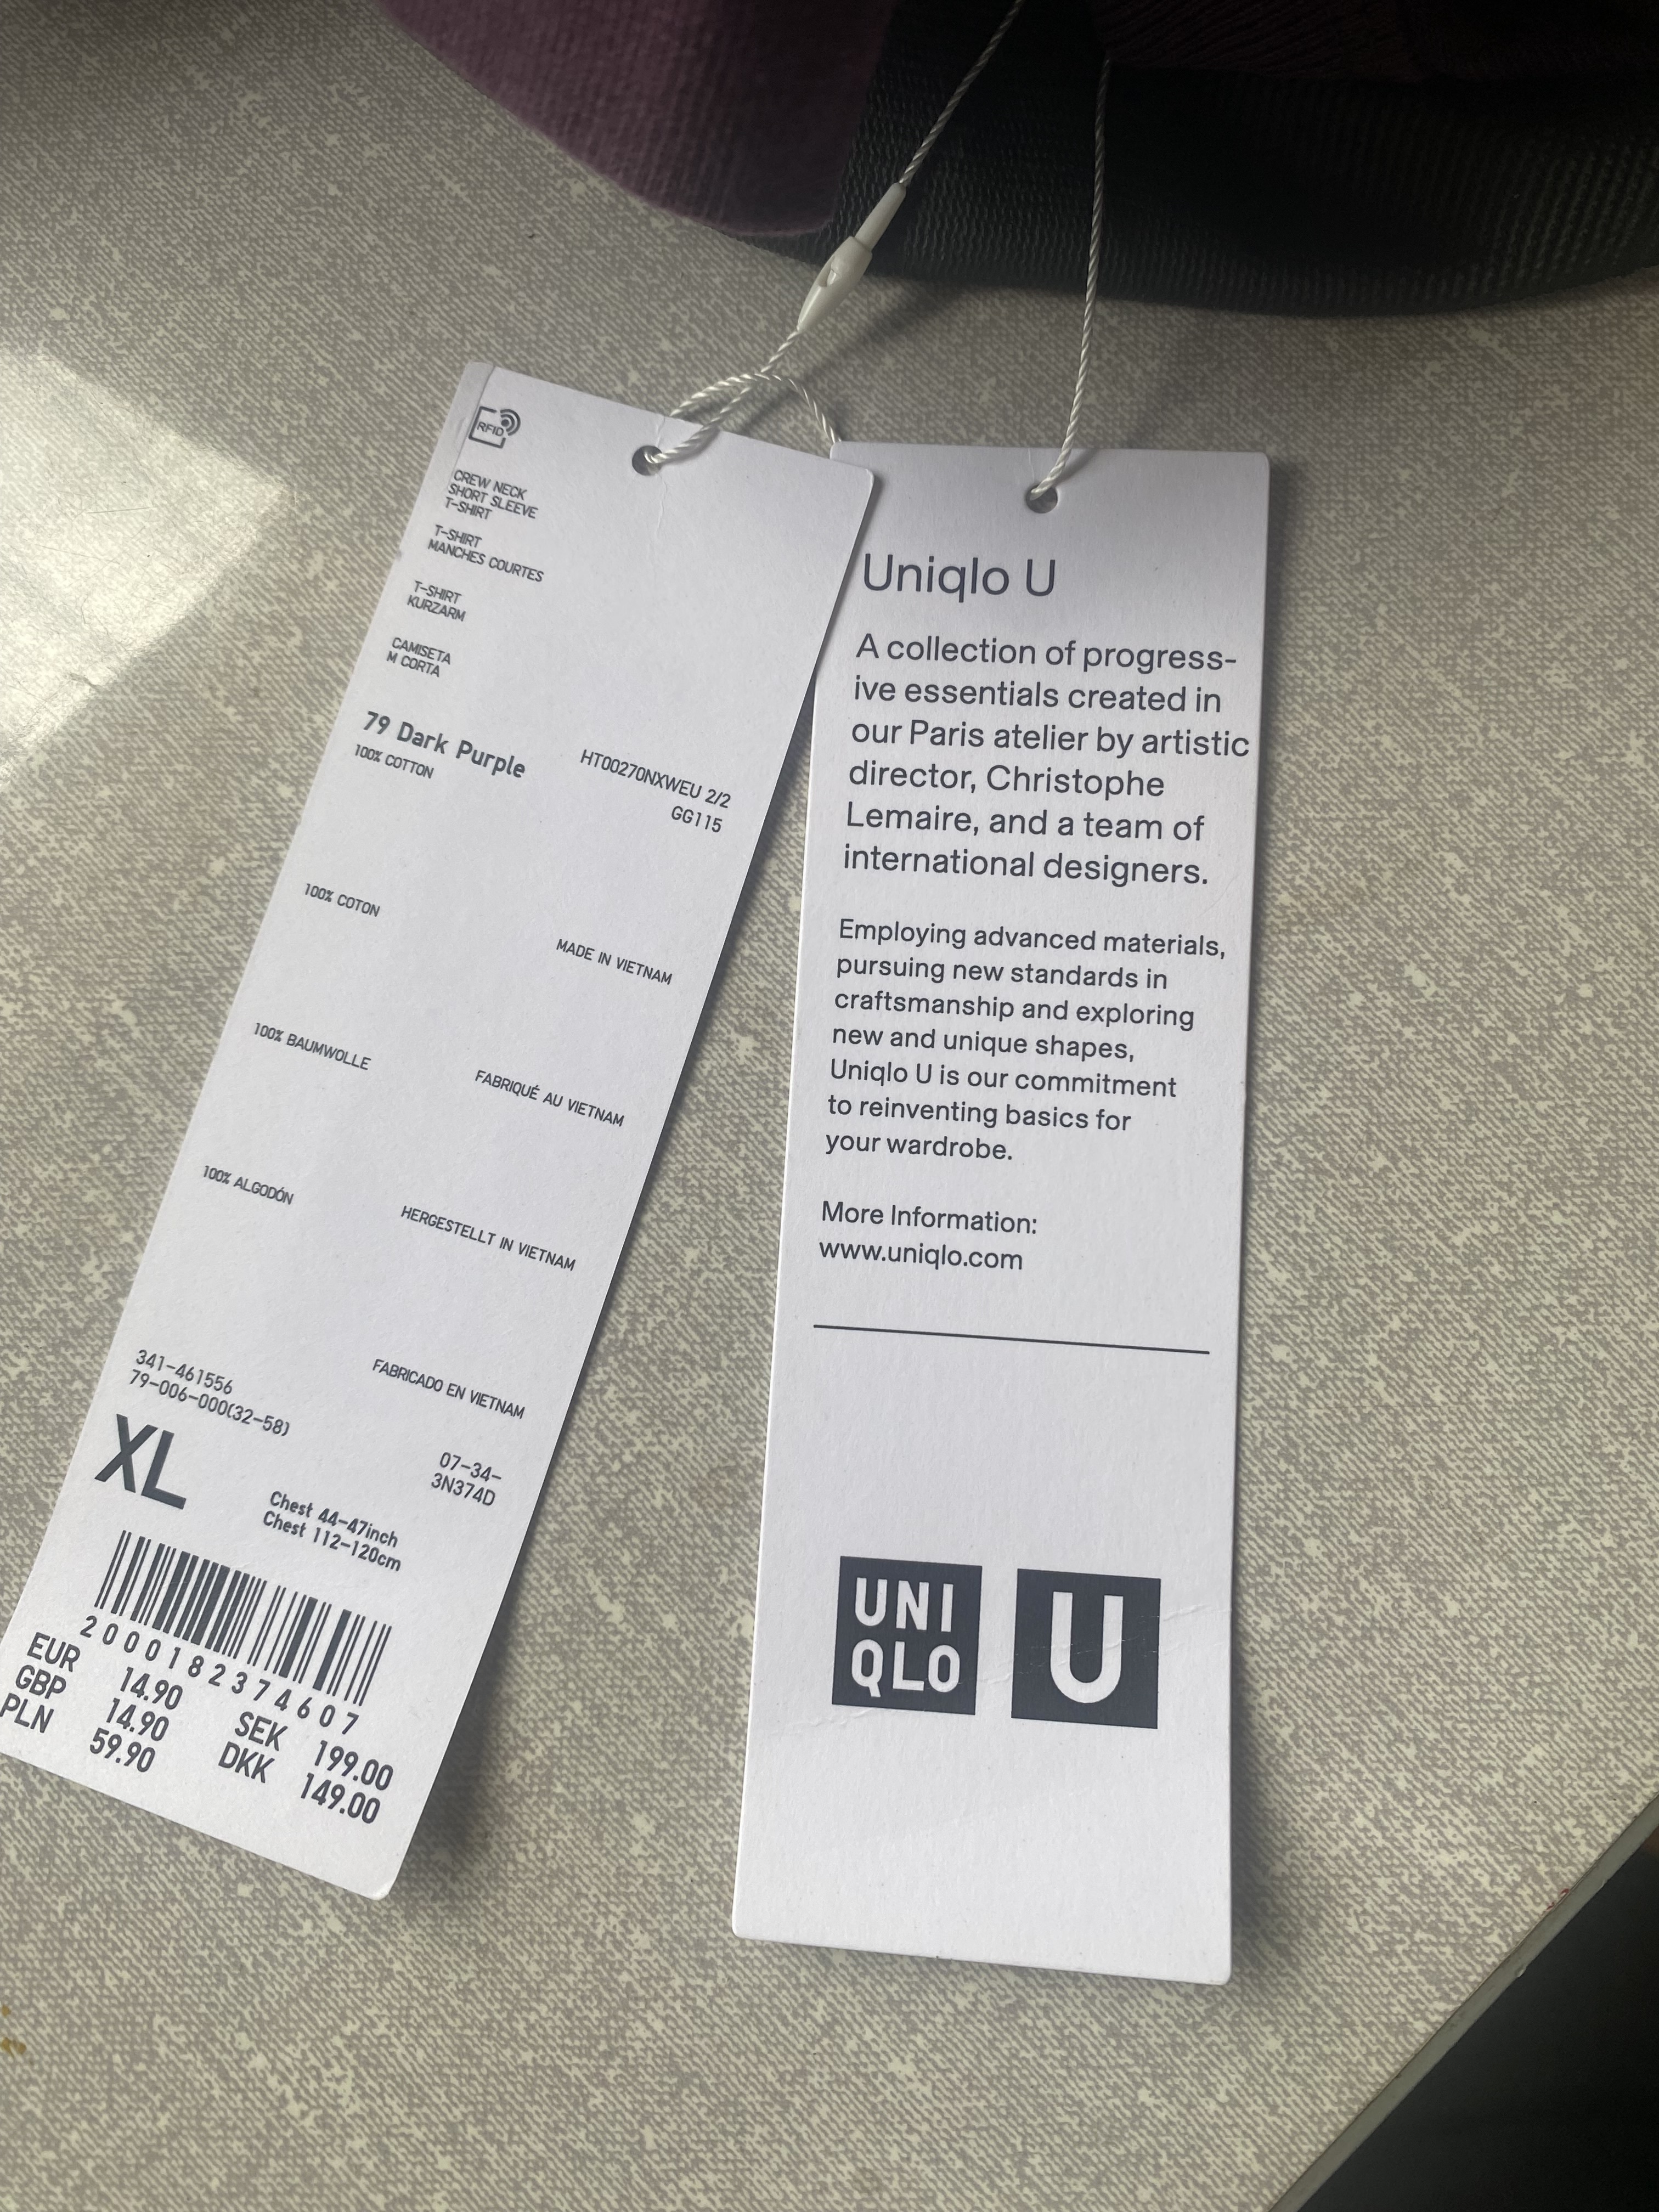 RFID
CREW NECK
SHORT SLEEVE
T-SHIRT
T-SHIRT
MANCHES COURTES
T-SHIRT
KURZARM
CAMISETA
M CORTA
79 Dark Purple
100% COTTON
HT00270NXWEU 2/2
GG115
100% COTON
MADE IN VIETNAM
100% BAUMWOLLE
FABRIQUÉ AU VIETNAM
100% ALGODÓN
HERGESTELLT IN VIETNAM
341-461556
79-006-000(32-58)
FABRICADO EN VIETNAM
XL
07-34-
3N374D
Chest 44-47inch
Chest 112-120cm
2000182374607
EUR 14.90 SEK 199.00
GBP 14.90 DKK 149.00
PLN 59.90
Uniqlo U
A collection of progress-
ive essentials created in
our Paris atelier by artistic
director, Christophe
Lemaire, and a team of
international designers.
Employing advanced materials,
pursuing new standards in
craftsmanship and exploring
new and unique shapes,
Uniqlo U is our commitment
to reinventing basics for
your wardrobe.
More Information:
www.uniqlo.com
UNI
QLO
U